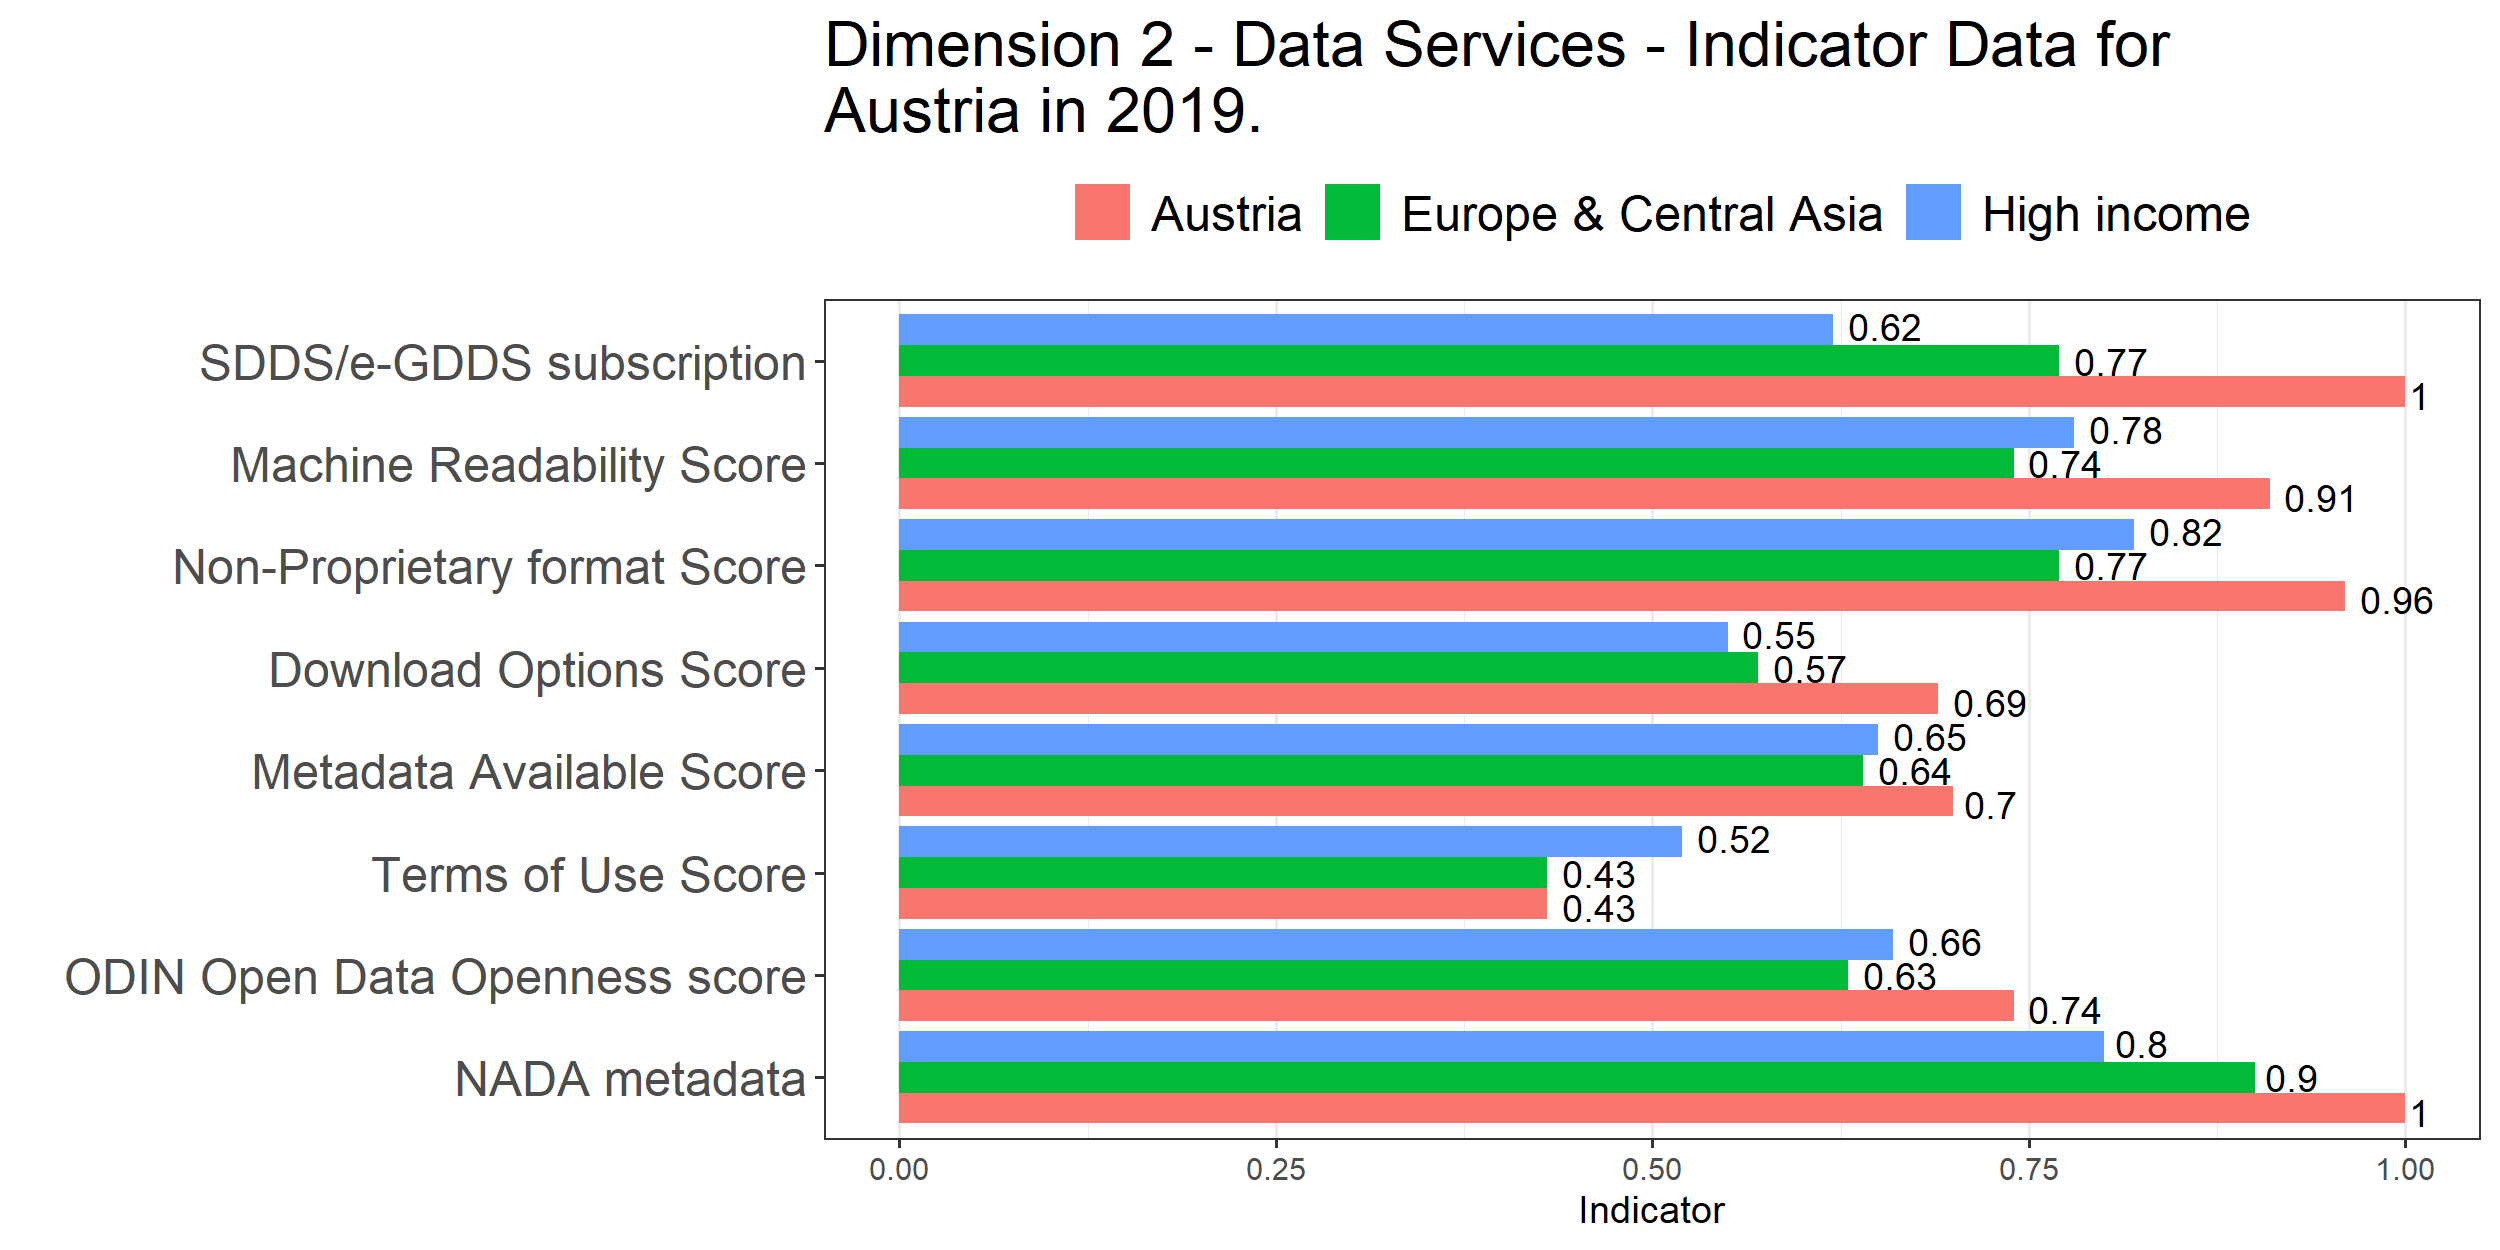 Dimension 2 - Data Services - Indicator Data for
Austria in 2019.
Austria
Europe & Central Asia
High income
SDDS/e-GDDS subscription
0.62
0.77
1
Machine Readability Score
0.78
0.74
0.91
Non-Proprietary format Score
0.82
0.77
0.96
Download Options Score
0.55
0.57
0.69
Metadata Available Score
0.65
0.64
0.7
Terms of Use Score
0.52
0.43
0.43
ODIN Open Data Openness score
0.66
0.63
0.74
NADA metadata
0.8
0.9
1
0.00
0.25
0.50
0.75
1.00
Indicator